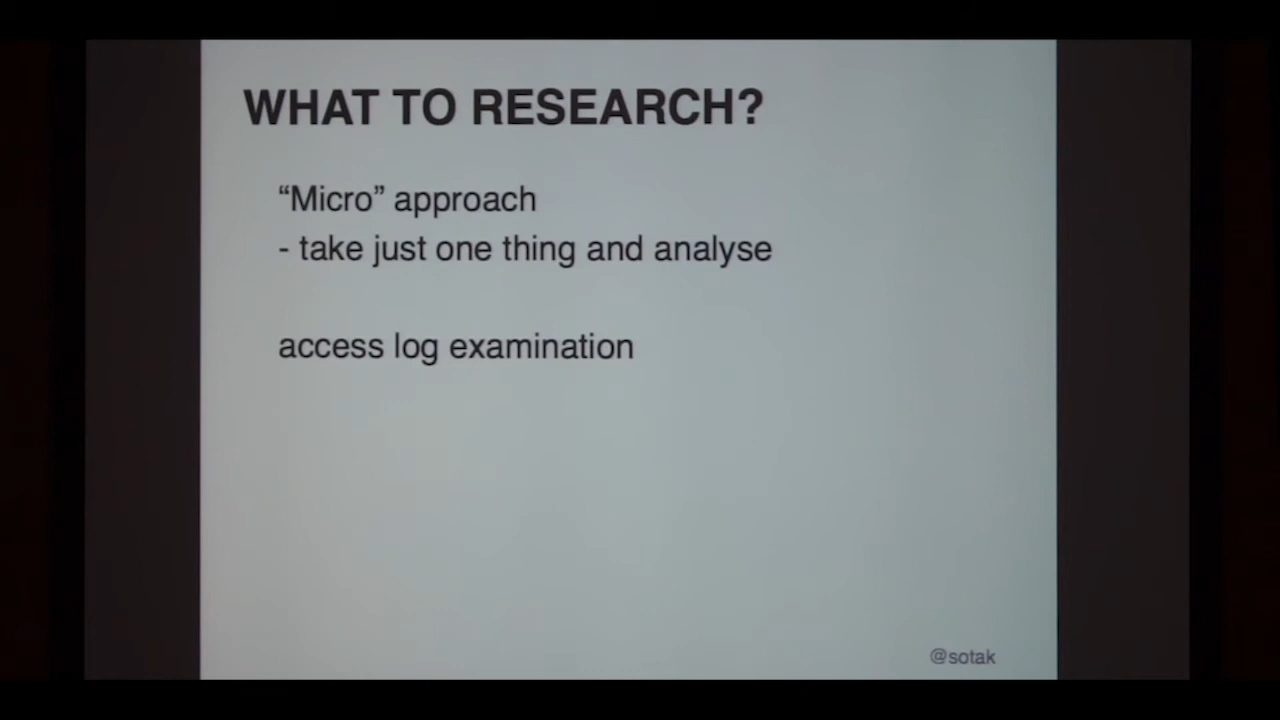 WHAT TO RESEARCH?
“Micro” approach
- take just one thing and analyse
access log examination
@sotak